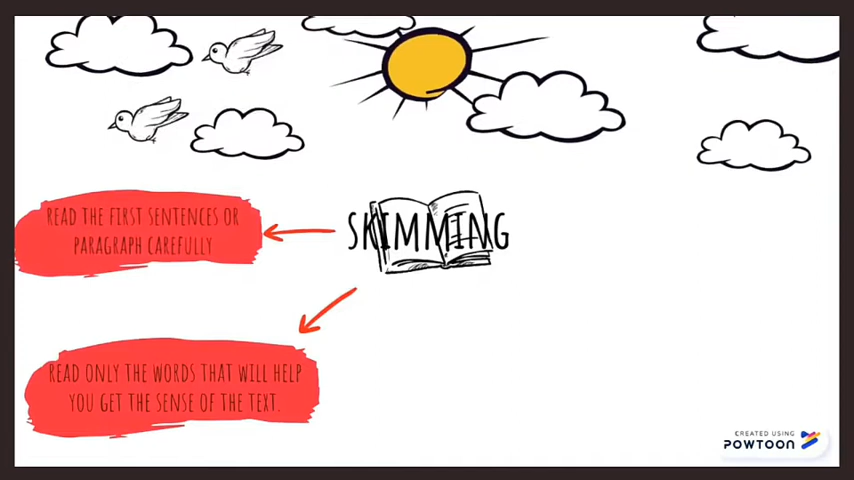 READ THE FIRST SENTENCES OR
PARAGRAPH CAREFULLY
SKIMMING
READ ONLY THE WORDS THAT WILL HELP
YOU GET THE SENSE OF THE TEXT.
CREATED USING
POWTOON